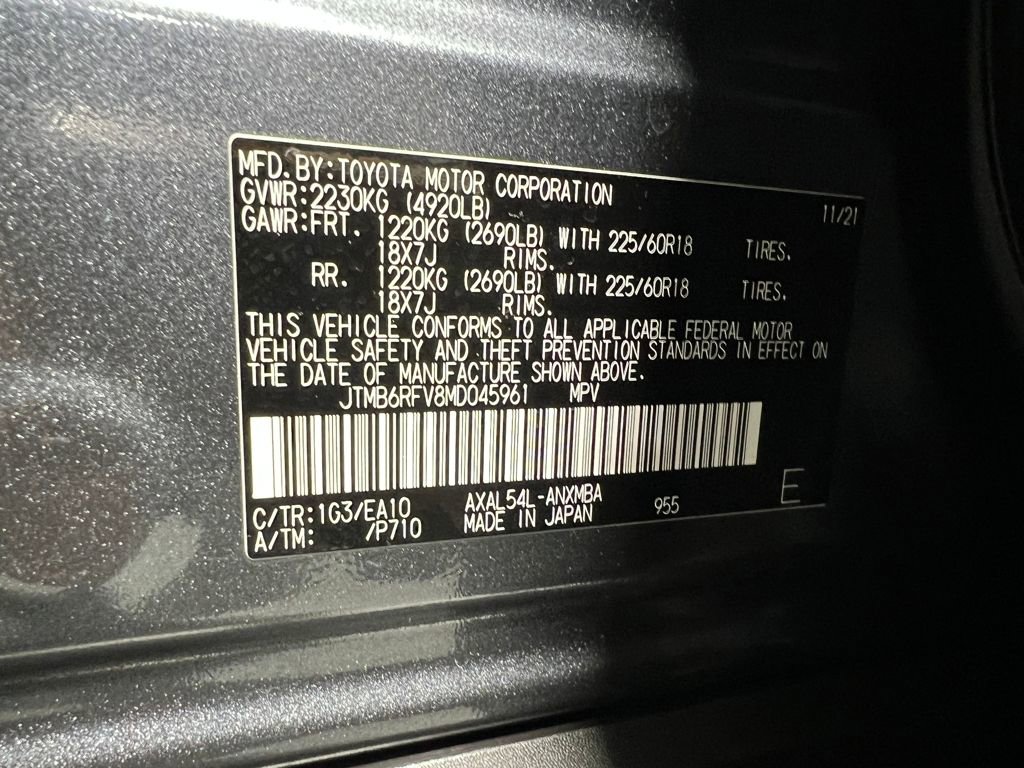 MFD. BY: TOYOTA MOTOR CORPORATION 11/21
GVWR: 2230KG (4920LB)
GAWR: FRT. 1220KG (2690LB) WITH 225/60R18 TIRES.
18X7J RIMS.
RR. 1220KG (2690LB) WITH 225/60R18 TIRES.
18X7J RIMS.
THIS VEHICLE CONFORMS TO ALL APPLICABLE FEDERAL MOTOR
VEHICLE SAFETY AND THEFT PREVENTION STANDARDS IN EFFECT ON
THE DATE OF MANUFACTURE SHOWN ABOVE.
JTMB6RFV8MD045961 MPV
C/TR: 1G3/EA10 AXAL54L-ANXMBA 955 E
A/TM: /P710 MADE IN JAPAN